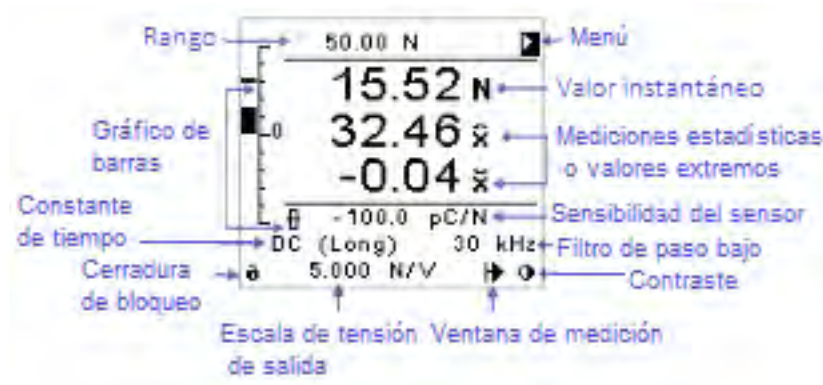 Rango 50.00 N Menú
15.52 N Valor instantáneo
Gráfico de
barras
0
32.46 x̂ Mediciones estadísticas
o valores extremos
-0.04 x̌
Constante
de tiempo
-100.0 pC/N Sensibilidad del sensor
DC (Long) 30 kHz Filtro de paso bajo
Cerradura
de bloqueo
5.000 N/V Contraste
Escala de tensión
de salida
Ventana de medición